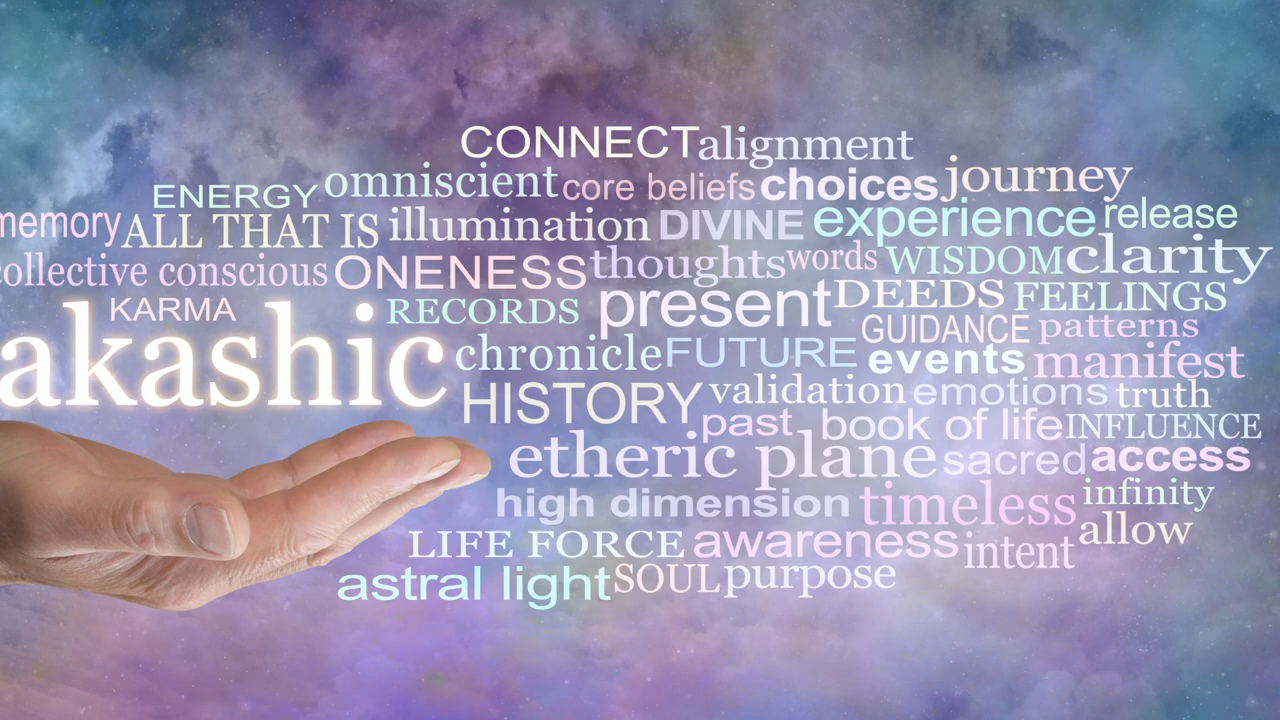 CONNECT alignment
ENERGY omniscient core beliefs choices journey
memory ALL THAT IS illumination DIVINE experience release
collective conscious ONENESS thoughts words WISDOM clarity
KARMA RECORDS present DEEDS FEELINGS
GUIDANCE patterns
akashic chronicle FUTURE events manifest
HISTORY validation emotions truth
past book of life INFLUENCE
etheric plane sacred access
high dimension timeless infinity
allow
LIFE FORCE awareness intent
astral light SOUL purpose